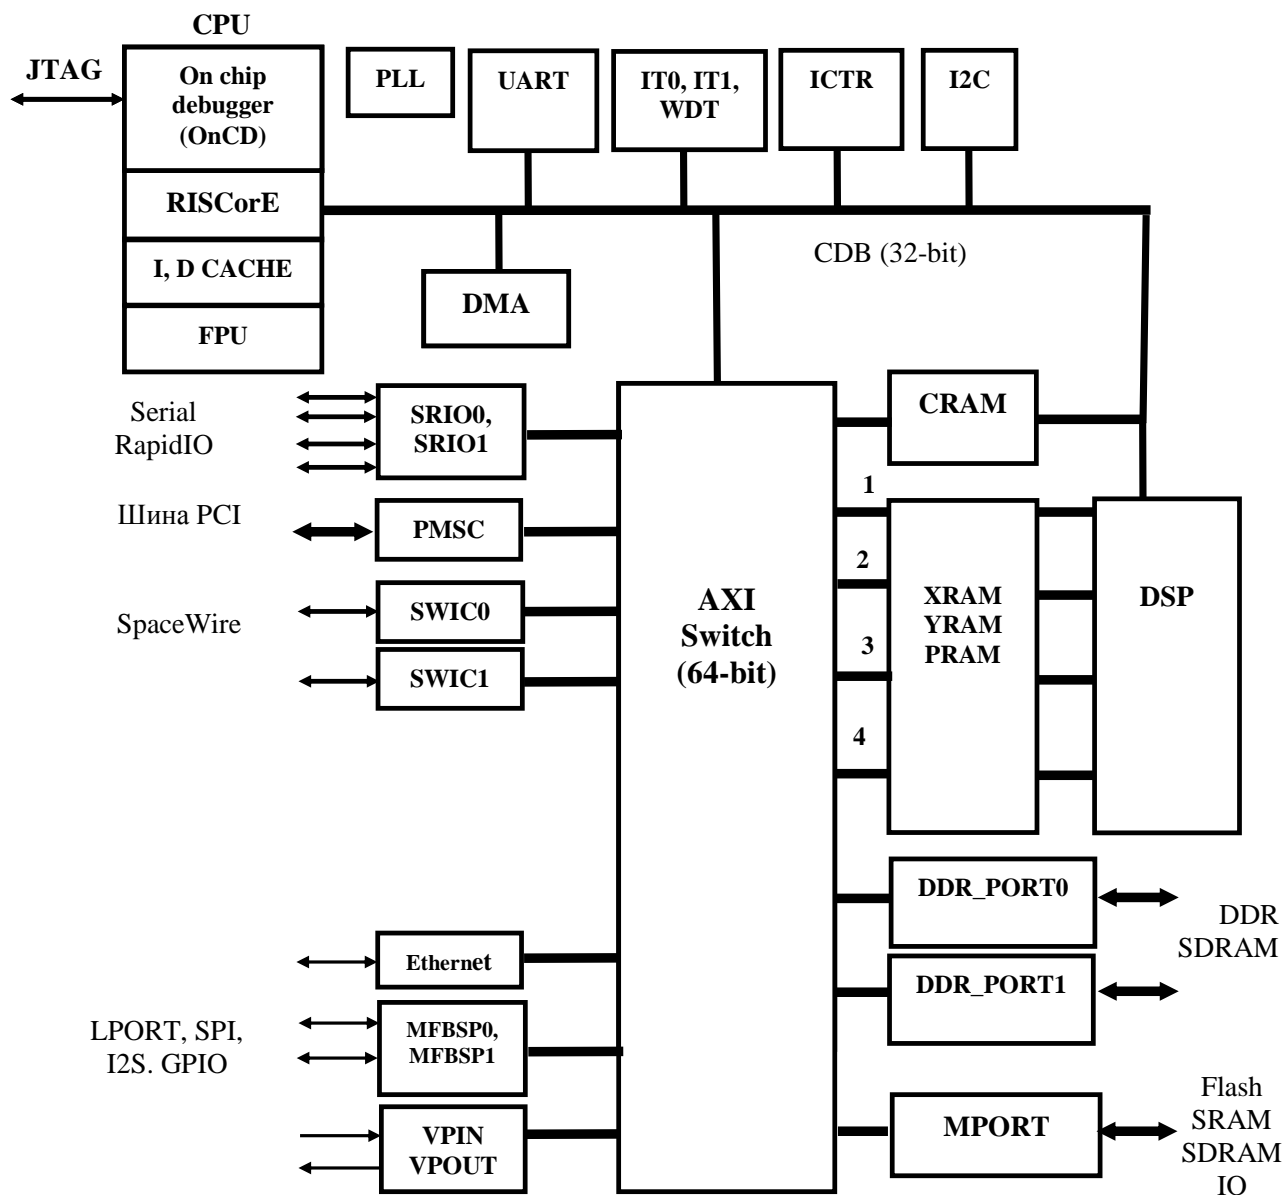 CPU
JTAG
On chip
debugger
(OnCD)
RISCorE
I, D CACHE
FPU
PLL
UART
IT0, IT1,
WDT
ICTR
I2C
CDB (32-bit)
DMA
Serial
RapidIO
SRIO0,
SRIO1
Шина PCI
PMSC
SpaceWire
SWIC0
SWIC1
AXI
Switch
(64-bit)
CRAM
1
2
3
4
XRAM
YRAM
PRAM
DSP
DDR_PORT0
DDR
SDRAM
DDR_PORT1
Ethernet
LPORT, SPI,
I2S. GPIO
MFBSP0,
MFBSP1
VPIN
VPOUT
MPORT
Flash
SRAM
SDRAM
IO